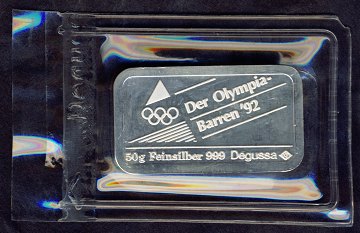 Der Olympia-
Barren '92
50g Feinsilber 999 Degussa